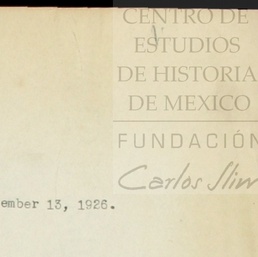 CENTRO DE
ESTUDIOS
DE HISTORIA
DE MEXICO
FUNDACIÓN
Carlos Slim
ember 13, 1926.